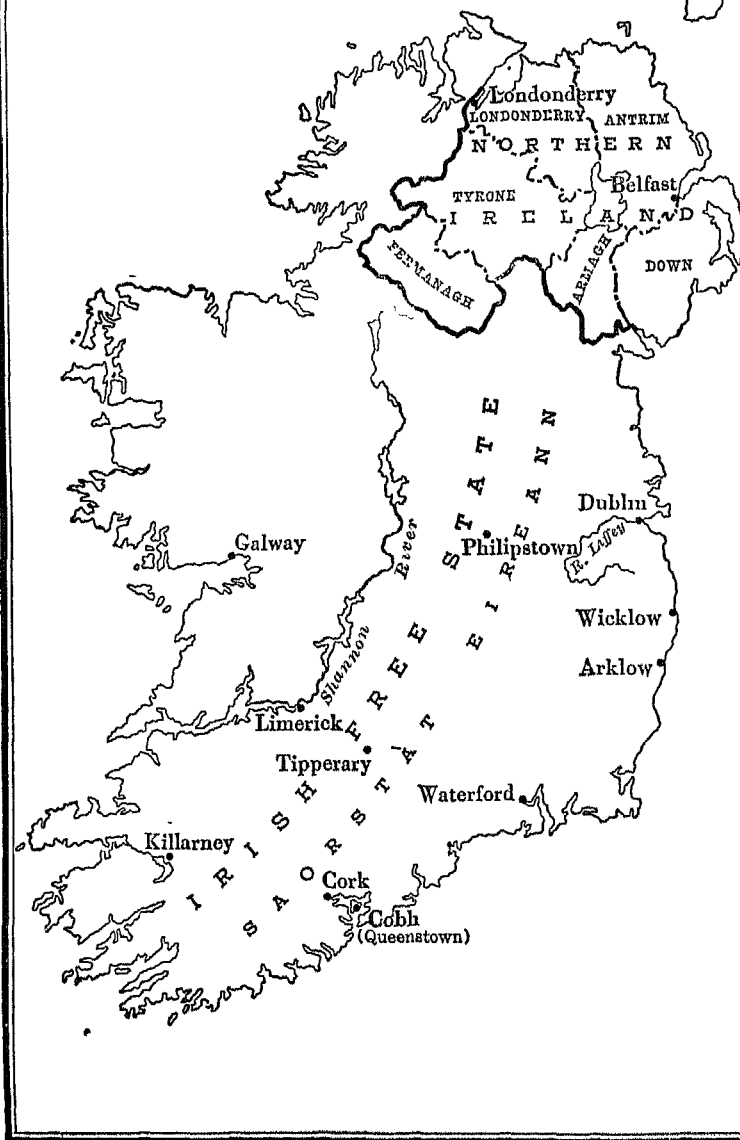 Londonderry
LONDONDERRY
ANTRIM
NORTHERN
Belfast
TYRONE
IRELAND
FERMANAGH
ARMAGH
DOWN
Dublin
Galway
Philipstown
R. Liffey
Shannon River
IRISH FREE STATE
SAORSTAT EIREANN
Wicklow
Arklow
Limerick
Tipperary
Waterford
Killarney
Cork
Cobh
(Queenstown)